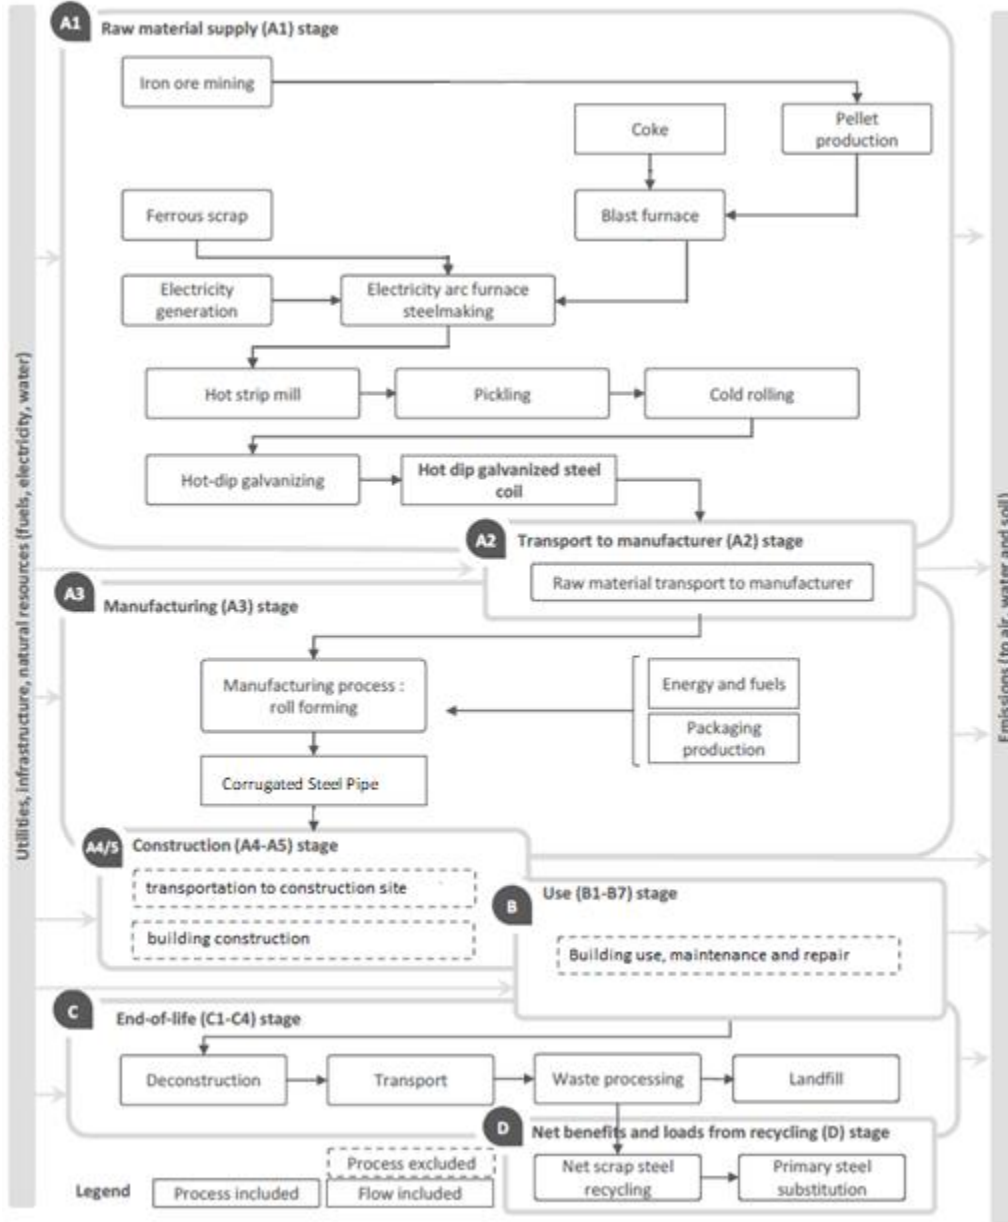 A1
Raw material supply (A1) stage
Iron ore mining
Coke
Pellet
production
Ferrous scrap
Blast furnace
Electricity
generation
Electricity arc furnace
steelmaking
Hot strip mill
Pickling
Cold rolling
Hot-dip galvanizing
Hot dip galvanized steel
coil
A2
Transport to manufacturer (A2) stage
Raw material transport to manufacturer
A3
Manufacturing (A3) stage
Manufacturing process :
roll forming
Energy and fuels
Packaging
production
Corrugated Steel Pipe
A4/5
Construction (A4-A5) stage
transportation to construction site
building construction
B
Use (B1-B7) stage
Building use, maintenance and repair
C
End-of-life (C1-C4) stage
Deconstruction
Transport
Waste processing
Landfill
D
Net benefits and loads from recycling (D) stage
Net scrap steel
recycling
Primary steel
substitution
Legend
Process excluded
Process included
Flow included
Utilities, infrastructure, natural resources (fuels, electricity, water)
Emissions (to air, water and soil)